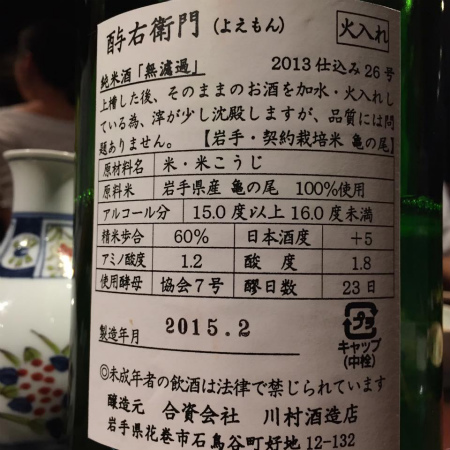 酉与右衛門 (よえもん) 火入れ
純米酒「無濾過」 2013 仕込み 26 号
上槽した後、そのままのお酒を加水・火入れし
ている為、滓が少し沈殿しますが、品質には問
題ありません。 【岩手・契約栽培米 亀の尾】
原材料名 米・米こうじ
原料米 岩手県産 亀の尾 100%使用
アルコール分 15.0 度以上 16.0 度未満
精米歩合 60% 日本酒度 +5
アミノ酸度 1.2 酸 度 1.8
使用酵母 協会7号 醪日数 23 日
製造年月 2015.2
プラ
キャップ
(中栓)
◎未成年者の飲酒は法律で禁じられています
醸造元 合資会社 川村酒造店
岩手県花巻市石鳥谷町好地 12-132